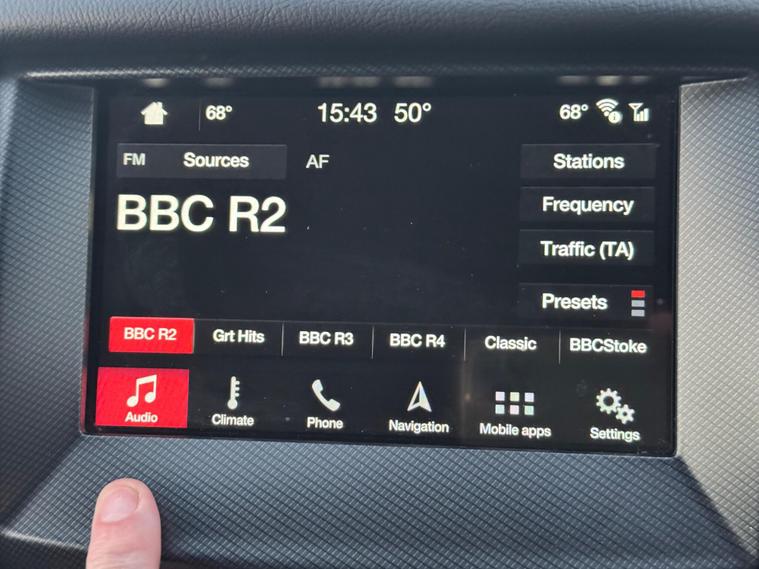 68° 15:43 50° 68°
FM Sources AF Stations
BBC R2
Frequency
Traffic (TA)
Presets
BBC R2 Grt Hits BBC R3 BBC R4 Classic BBCStoke
Audio Climate Phone Navigation Mobile apps Settings